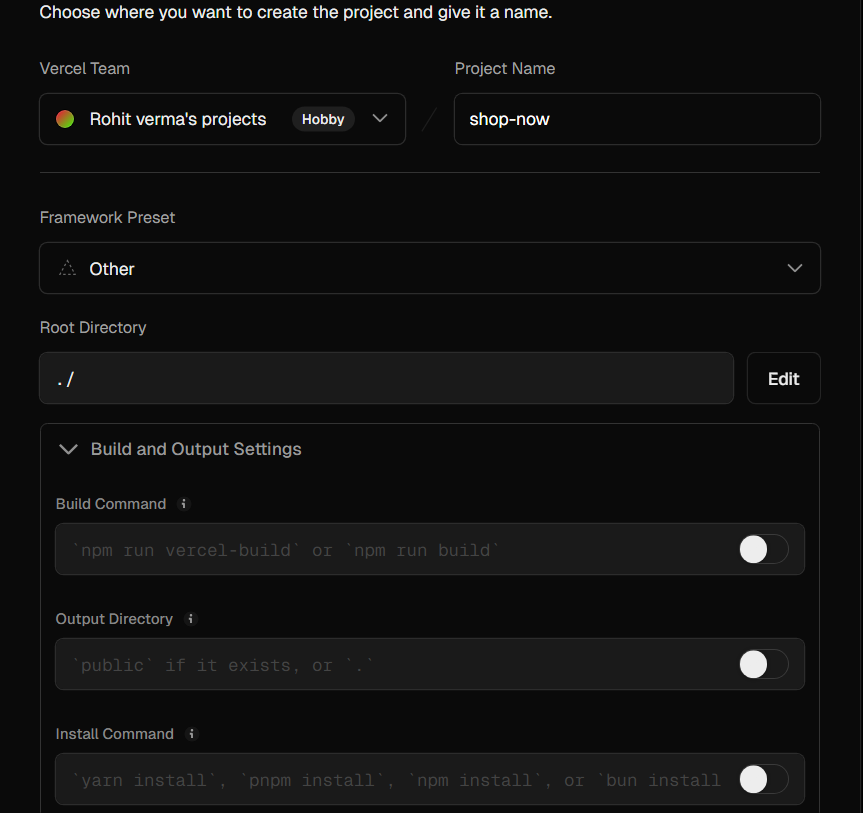 Choose where you want to create the project and give it a name.
Vercel Team
Project Name
Rohit verma's projects Hobby
shop-now
Framework Preset
Other
Root Directory
./
Edit
Build and Output Settings
Build Command
`npm run vercel-build` or `npm run build`
Output Directory
`public` if it exists, or `.`
Install Command
`yarn install`, `pnpm install`, `npm install`, or `bun install